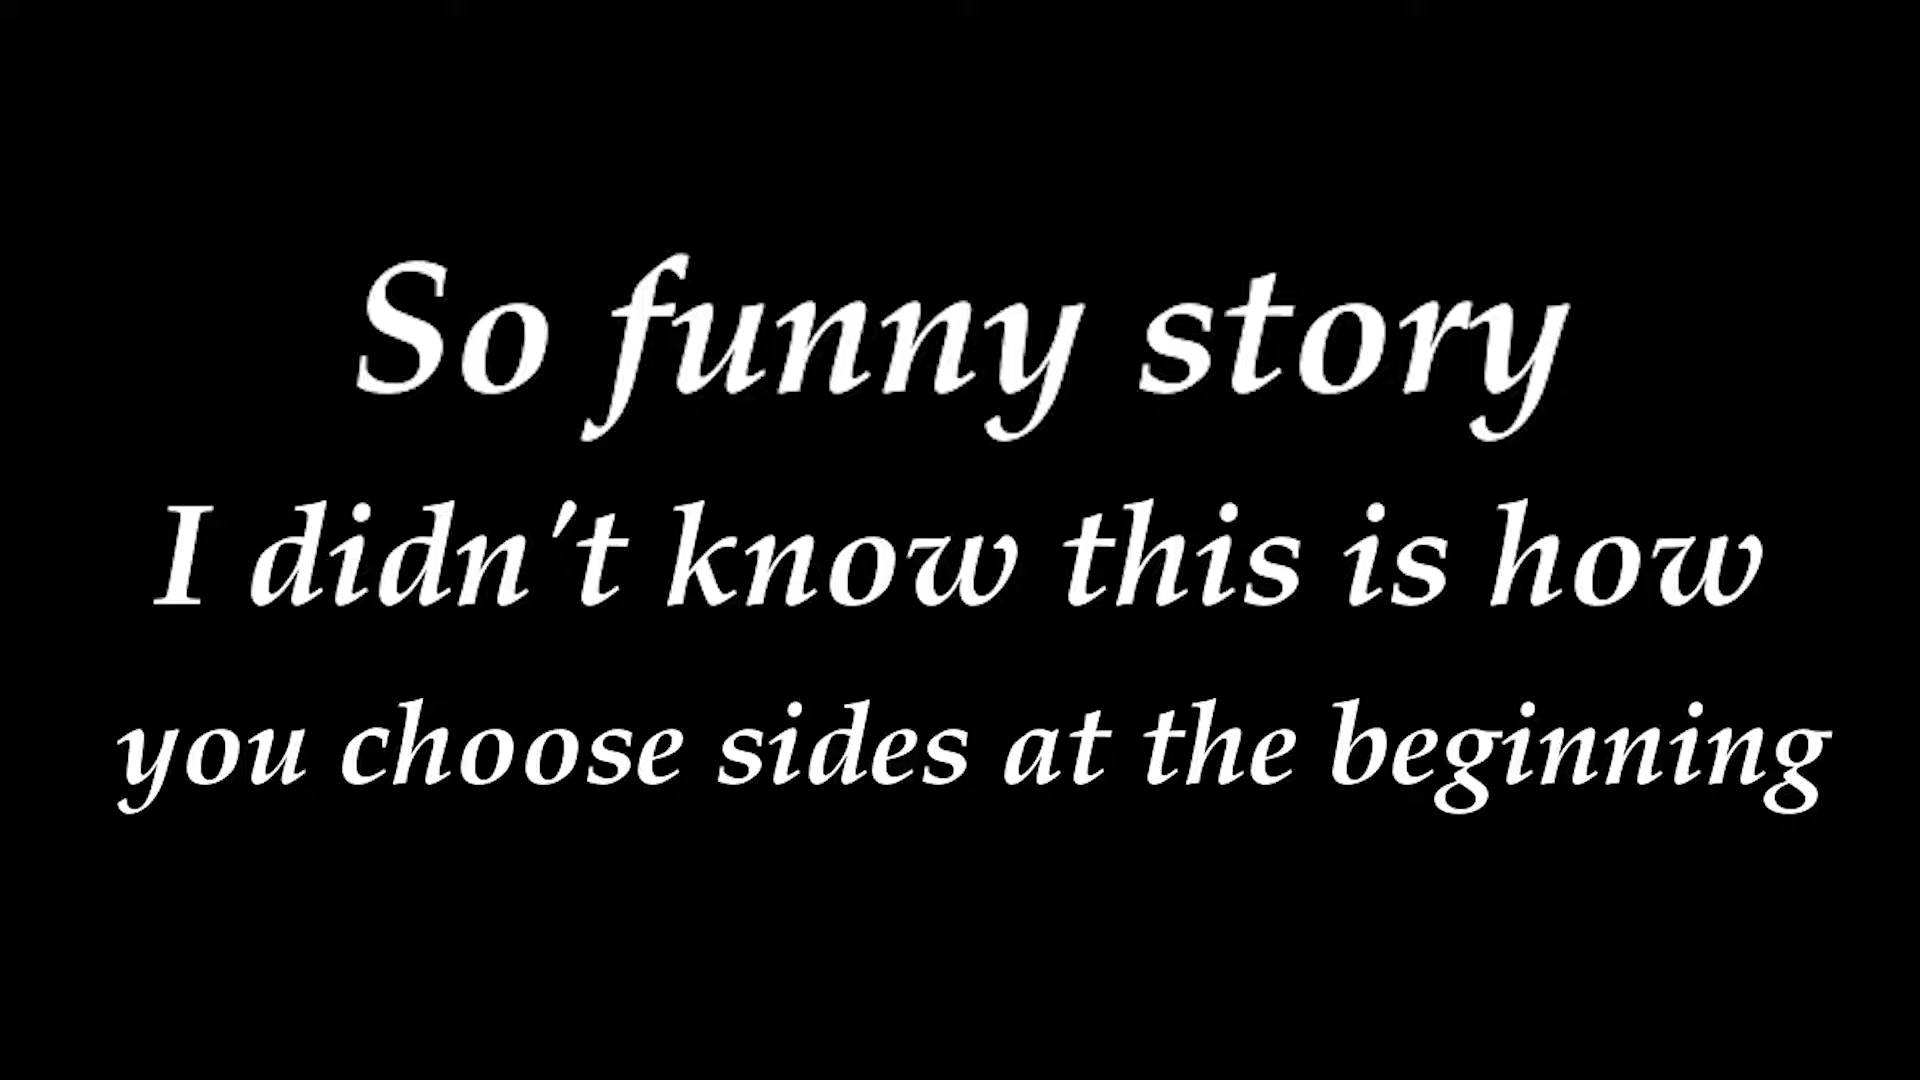 So funny story
I didn't know this is how
you choose sides at the beginning